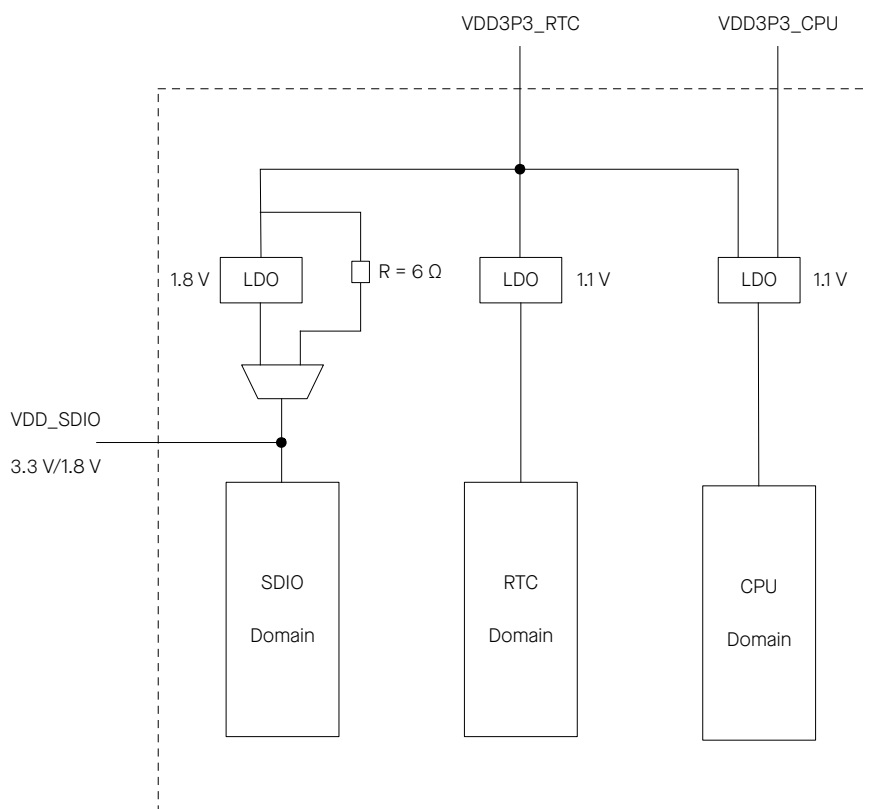 VDD3P3_RTC
VDD3P3_CPU
1.8 V
LDO
R = 6 Ω
LDO
1.1 V
LDO
1.1 V
VDD_SDIO
3.3 V/1.8 V
SDIO
Domain
RTC
Domain
CPU
Domain